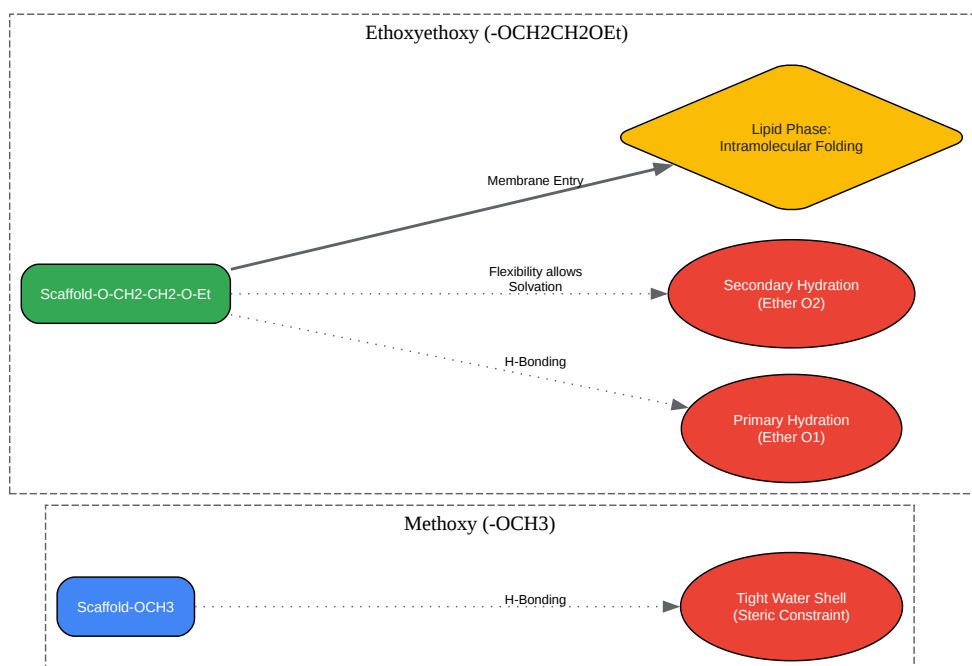 Ethoxyethoxy (-OCH2CH2OEt)
Lipid Phase:
Intramolecular Folding
Membrane Entry
Scaffold-O-CH2-CH2-O-Et
Flexibility allows
Solvation
Secondary Hydration
(Ether O2)
H-Bonding
Primary Hydration
(Ether O1)
Methoxy (-OCH3)
Scaffold-OCH3
H-Bonding
Tight Water Shell
(Steric Constraint)